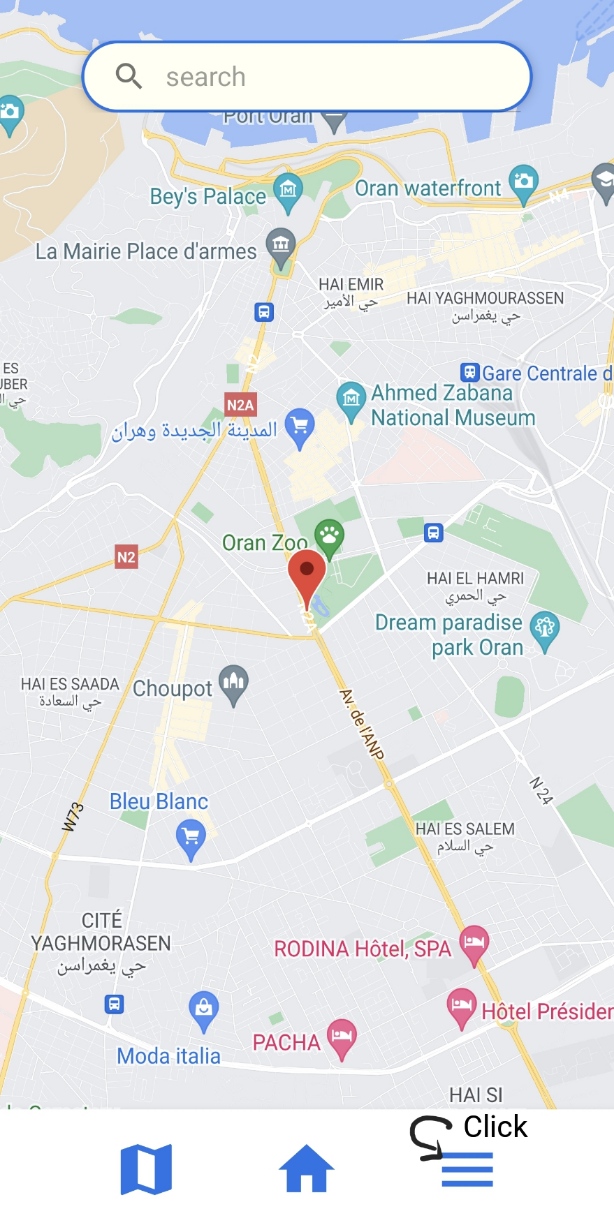 search
Port Oran
Bey's Palace
Oran waterfront
N4
La Mairie Place d'armes
HAI EMIR
حي الأمير
HAI YAGHMOURASSEN
حي يغمراسن
ES
UBER
Gare Centrale d
N2A
Ahmed Zabana
National Museum
المدينة الجديدة وهران
Oran Zoo
N2
HAI EL HAMRI
حي الحمري
Dream paradise
park Oran
HAI ES SAADA
حي السعادة
Choupot
Av. de l'ANP
N 24
Bleu Blanc
W73
HAI ES SALEM
حي السلام
CITÉ
YAGHMORASEN
حي يغمراسن
RODINA Hôtel, SPA
Hôtel Présiden
PACHA
Moda italia
HAI SI
Click